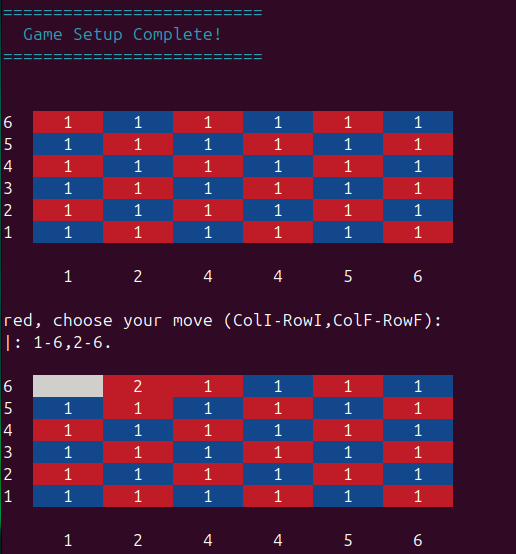 ==========================
Game Setup Complete!
==========================
6 1 1 1 1 1 1
5 1 1 1 1 1 1
4 1 1 1 1 1 1
3 1 1 1 1 1 1
2 1 1 1 1 1 1
1 1 1 1 1 1 1
1 2 4 4 5 6
red, choose your move (ColI-RowI,ColF-RowF):
|: 1-6,2-6.
6 2 1 1 1 1
5 1 1 1 1 1 1
4 1 1 1 1 1 1
3 1 1 1 1 1 1
2 1 1 1 1 1 1
1 1 1 1 1 1 1
1 2 4 4 5 6